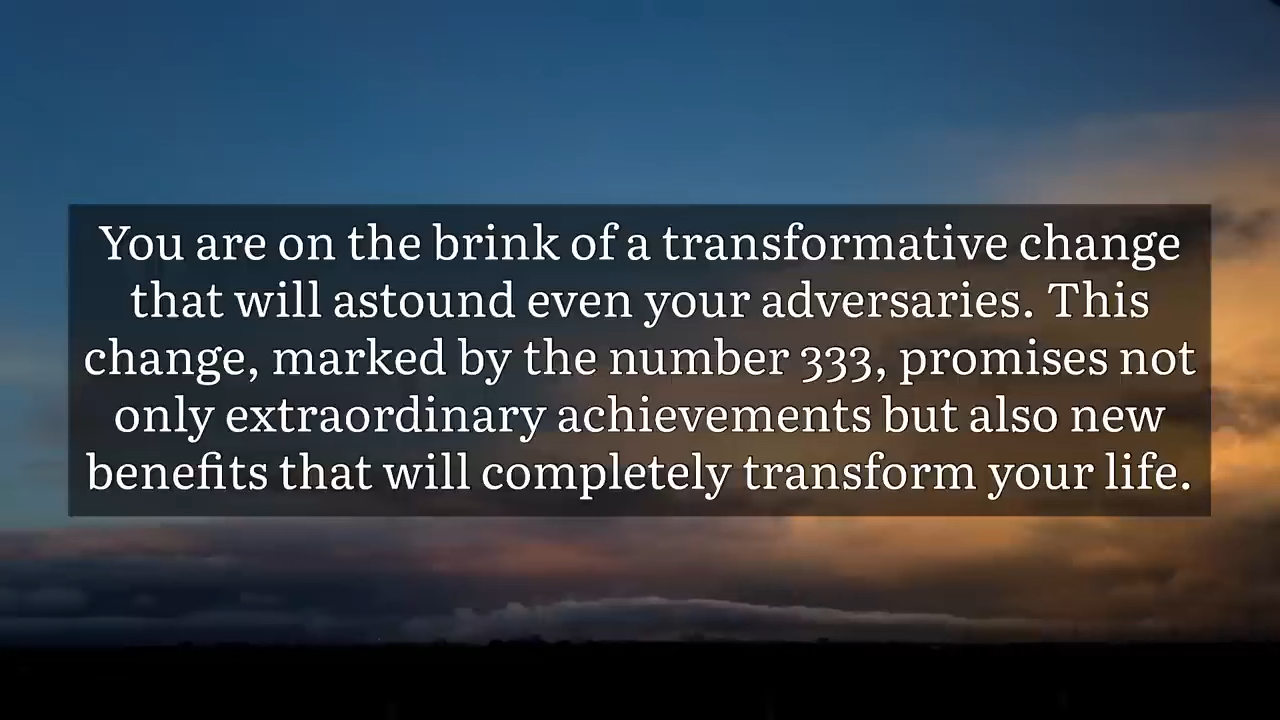 You are on the brink of a transformative change
that will astound even your adversaries. This
change, marked by the number 333, promises not
only extraordinary achievements but also new
benefits that will completely transform your life.